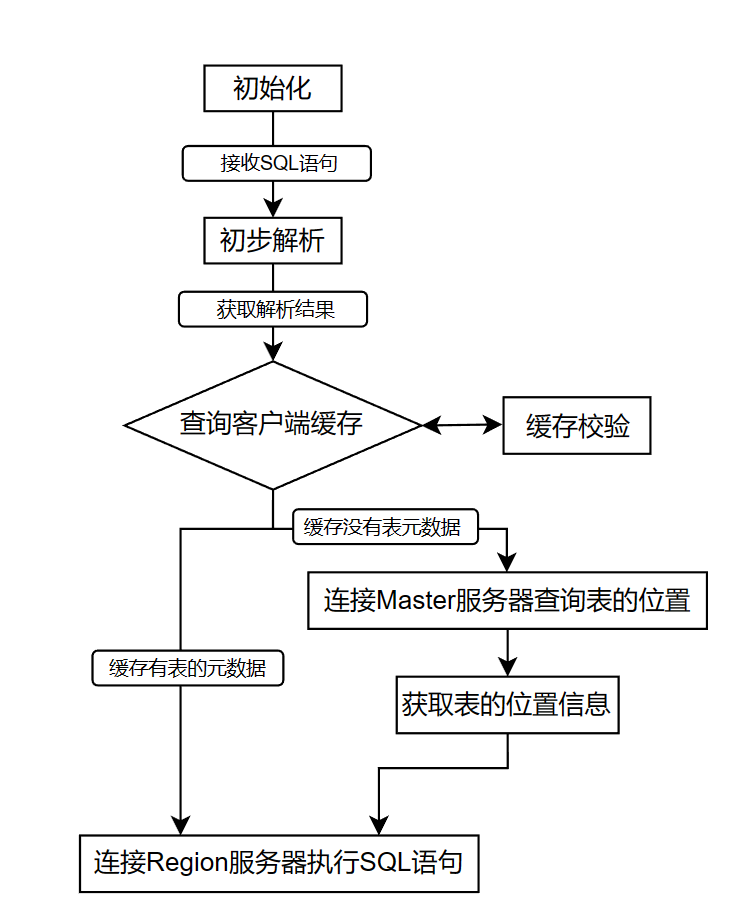 初始化
接收SQL语句
初步解析
获取解析结果
查询客户端缓存
缓存校验
缓存没有表元数据
连接Master服务器查询表的位置
缓存有表的元数据
获取表的位置信息
连接Region服务器执行SQL语句